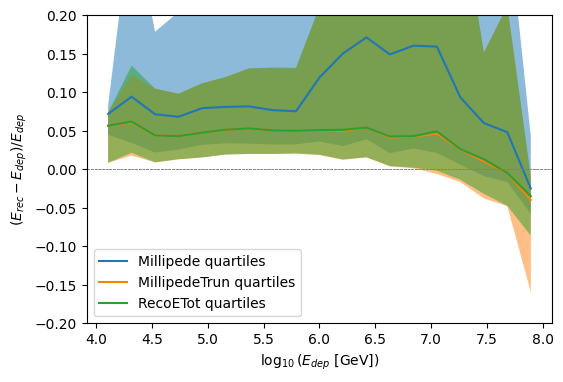 0.20
0.15
0.10
0.05
0.00
−0.05
−0.10
−0.15
−0.20
(E_rec − E_dep)/E_dep
Millipede quartiles
MillipedeTrun quartiles
RecoETot quartiles
4.0 4.5 5.0 5.5 6.0 6.5 7.0 7.5 8.0
log₁₀ (E_dep [GeV])